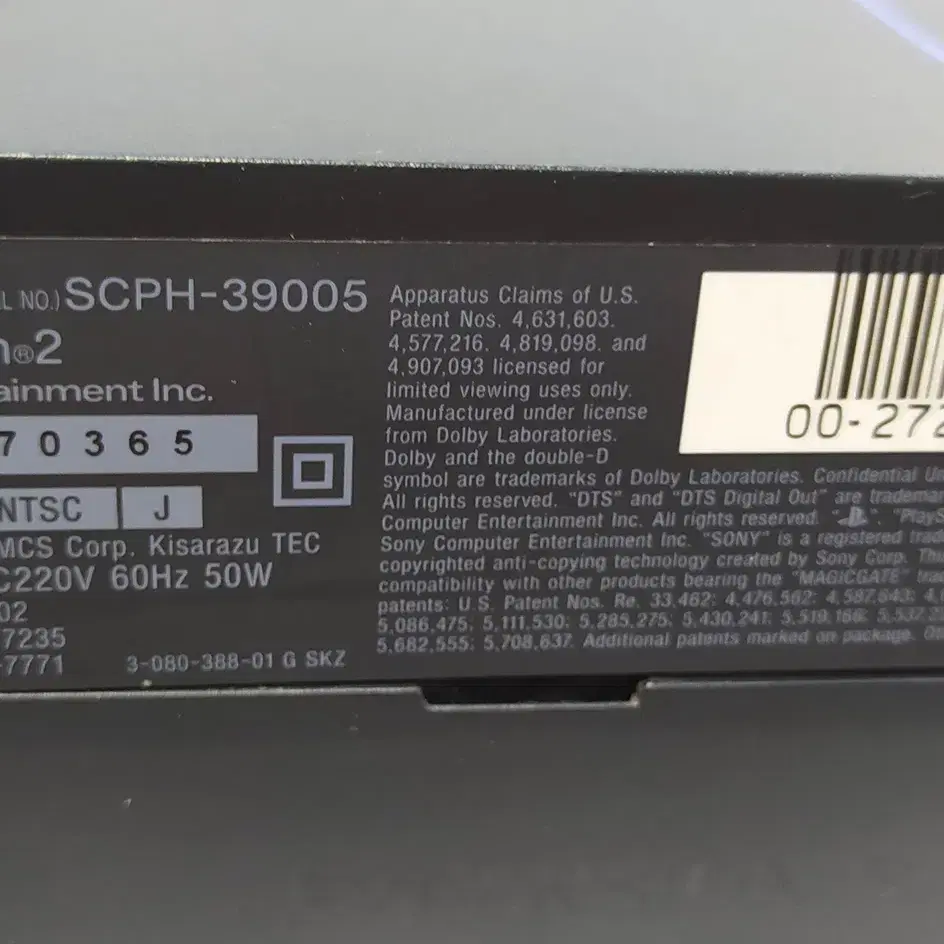 L NO.) SCPH-39005
n®2
ainment Inc.
70365
NTSC J
MCS Corp. Kisarazu TEC
C220V 60Hz 50W
02
7235
-7771 3-080-388-01 G SKZ
Apparatus Claims of U.S.
Patent Nos. 4,631,603.
4,577,216. 4,819,098. and
4,907,093 licensed for
limited viewing uses only.
Manufactured under license
from Dolby Laboratories.
Dolby and the double-D
symbol are trademarks of Dolby Laboratories. Confidential
All rights reserved. "DTS" and "DTS Digital Out" are
Computer Entertainment Inc. All rights reserved.
Sony Computer Entertainment Inc. "SONY" is a registered
copyrighted anti-copying technology created by Sony Corp.
compatibility with other products bearing the "MAGICGATE"
patents: U.S. Patent Nos. Re. 33,462; 4,476,562; 4,587,643;
5,086,475; 5,111,530; 5,285,275; 5,430,241; 5,519,166;
5,682,555; 5,708,637. Additional patents marked on package.
00-272